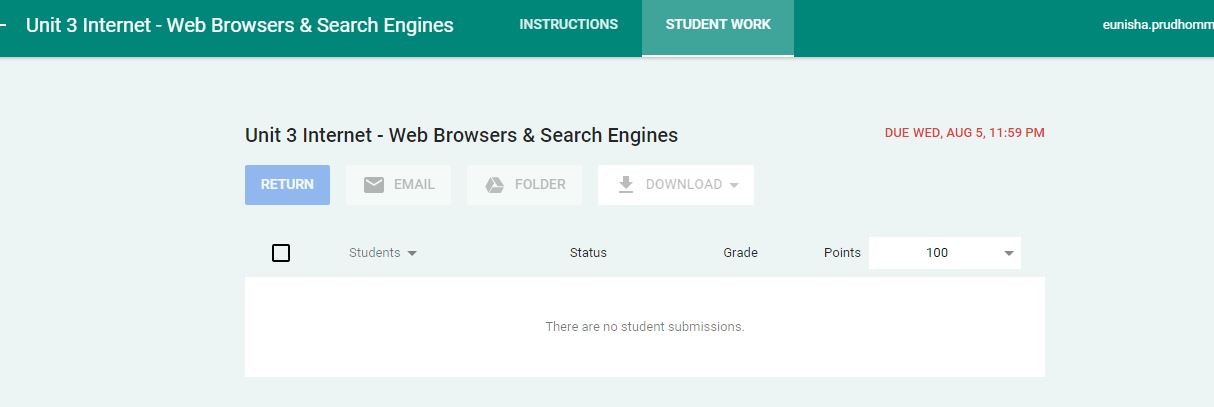 Unit 3 Internet - Web Browsers & Search Engines
INSTRUCTIONS
STUDENT WORK
eunisha.prudhomm
Unit 3 Internet - Web Browsers & Search Engines
DUE WED, AUG 5, 11:59 PM
RETURN
EMAIL
FOLDER
DOWNLOAD
Students
Status
Grade
Points
100
There are no student submissions.